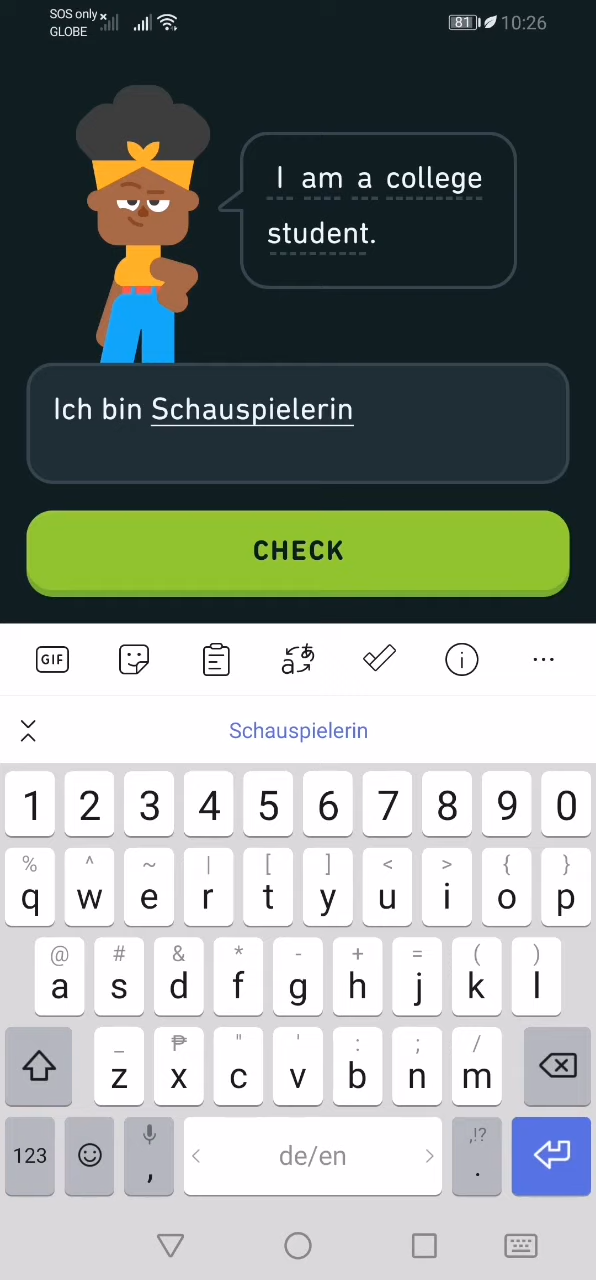 SOS only
GLOBE
81
10:26
I am a college
student.
Ich bin Schauspielerin
CHECK
GIF
Schauspielerin
1 2 3 4 5 6 7 8 9 0
% ^ ~ | [ ] < > { }
q w e r t y u i o p
@ # & * - + = ( )
a s d f g h j k l
_ ₱ " ' : ; /
z x c v b n m
123 , < de/en > ,!? .